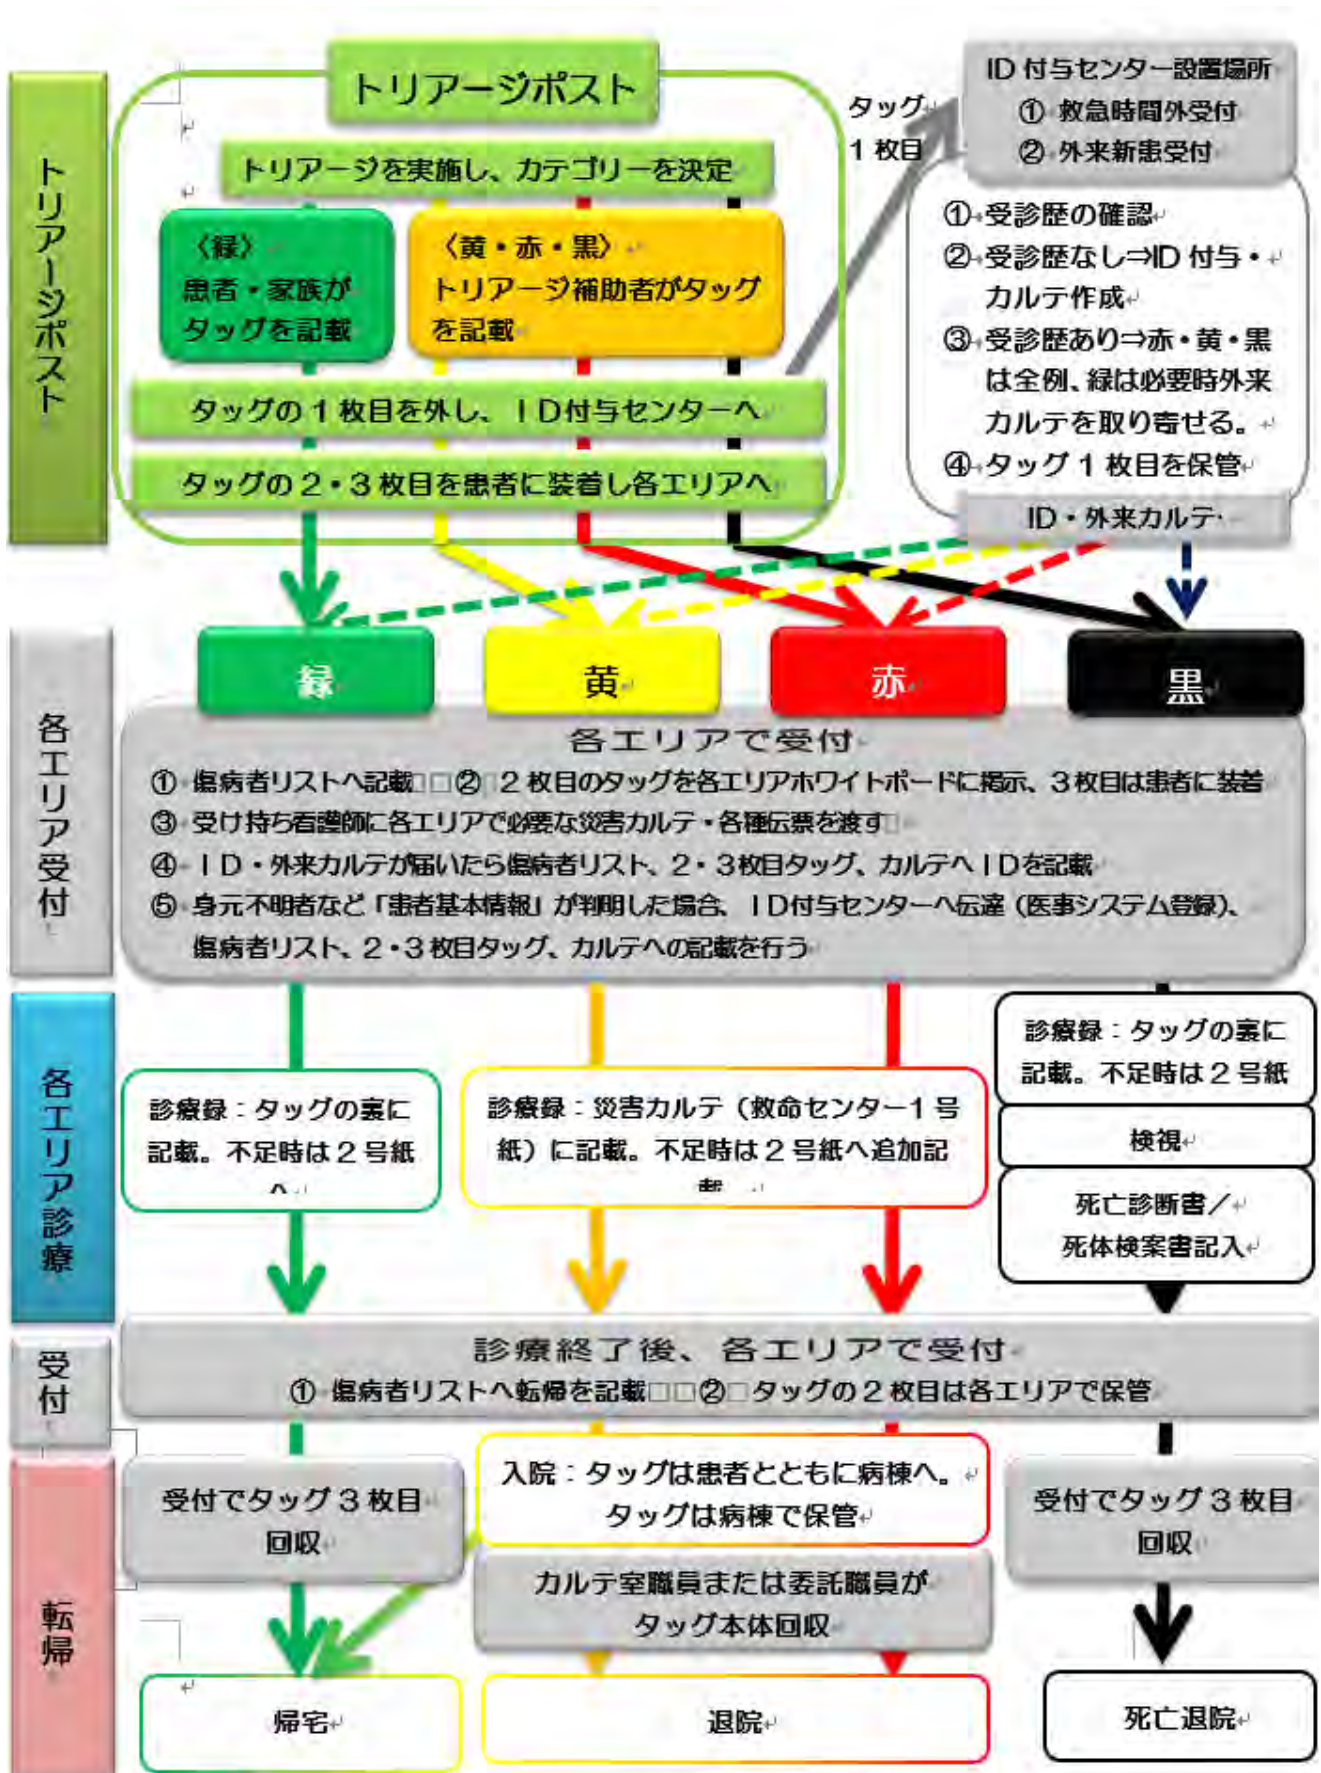 トリアージポスト
トリアージポスト
トリアージを実施し、カテゴリーを決定
〈緑〉
患者・家族が
タッグを記載
〈黄・赤・黒〉
トリアージ補助者がタッグ
を記載
タッグの1枚目を外し、ID付与センターへ
タッグの2・3枚目を患者に装着し各エリアへ
タッグ
1枚目
ID付与センター設置場所
① 救急時間外受付
② 外来新患受付
① 受診歴の確認
② 受診歴なし⇒ID付与・
カルテ作成
③ 受診歴あり⇒赤・黄・黒
は全例、緑は必要時外来
カルテを取り寄せる。
④ タッグ1枚目を保管
ID・外来カルテ
各エリア受付
緑
黄
赤
黒
各エリアで受付
① 傷病者リストへ記載□□②□2枚目のタッグを各エリアホワイトボードに掲示、3枚目は患者に装着
③ 受け持ち看護師に各エリアで必要な災害カルテ・各種伝票を渡す□
④ ID・外来カルテが届いたら傷病者リスト、2・3枚目タッグ、カルテへIDを記載
⑤ 身元不明者など「患者基本情報」が判明した場合、ID付与センターへ伝達(医事システム登録)、
傷病者リスト、2・3枚目タッグ、カルテへの記載を行う
各エリア診療
診療録:タッグの裏に
記載。不足時は2号紙
へ
診療録:災害カルテ(救命センター1号
紙)に記載。不足時は2号紙へ追加記
載
診療録:タッグの裏に
記載。不足時は2号紙
検視
死亡診断書/
死体検案書記入
受付
診療終了後、各エリアで受付
① 傷病者リストへ転帰を記載□□②□タッグの2枚目は各エリアで保管
転帰
受付でタッグ3枚目
回収
入院:タッグは患者とともに病棟へ。
タッグは病棟で保管
カルテ室職員または委託職員が
タッグ本体回収
受付でタッグ3枚目
回収
帰宅
退院
死亡退院